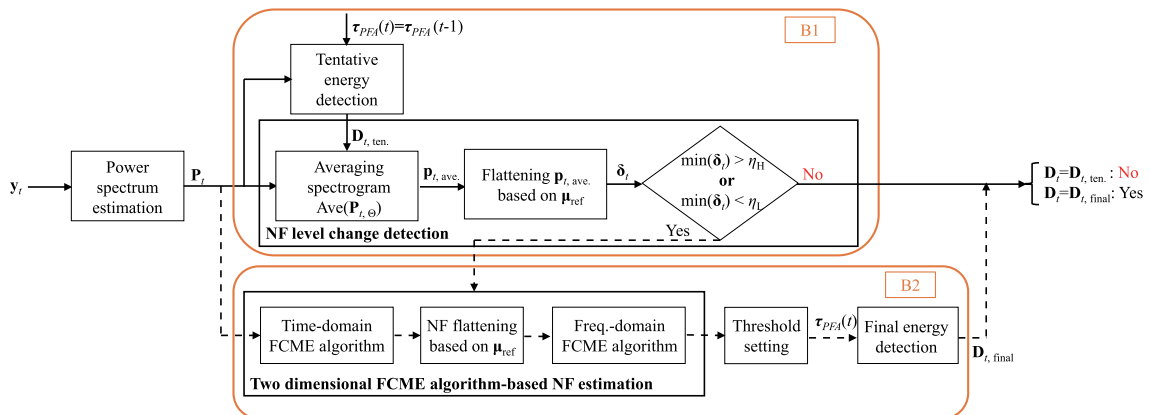 τ_PFA(t)=τ_PFA(t-1)
B1
Tentative
energy
detection
D_t, ten.
y_t
Power
spectrum
estimation
P_t
Averaging
spectrogram
Ave(P_t, Θ)
p_t, ave.
Flattening p_t, ave.
based on μ_ref
δ_t
min(δ_t) > η_H
or
min(δ_t) < η_L
No
Yes
NF level change detection
D_t=D_t, ten.: No
D_t=D_t, final: Yes
B2
Time-domain
FCME algorithm
NF flattening
based on μ_ref
Freq.-domain
FCME algorithm
Threshold
setting
τ_PFA(t)
Final energy
detection
D_t, final
Two dimensional FCME algorithm-based NF estimation